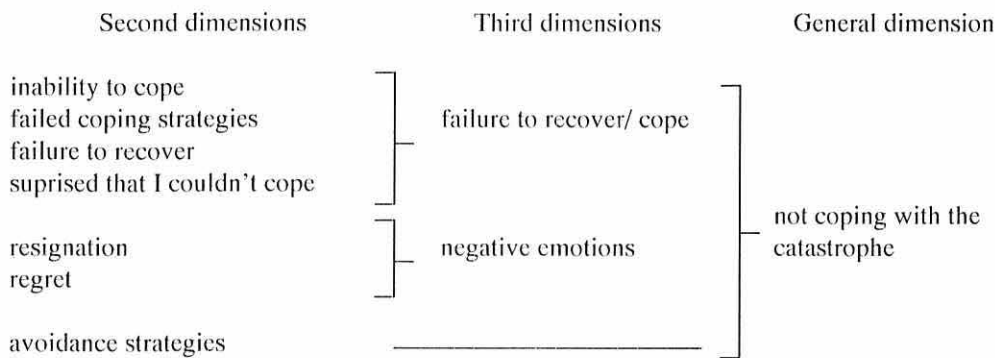 Second dimensions Third dimensions General dimension
inability to cope
failed coping strategies failure to recover/ cope
failure to recover
suprised that I couldn't cope
not coping with the
resignation negative emotions catastrophe
regret
avoidance strategies